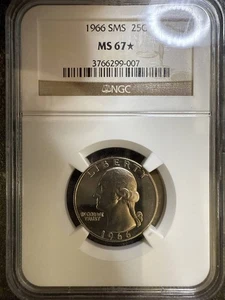 1966 SMS 25C
MS 67★
3766299-007
NGC
LIBERTY
IN GOD WE
TRUST
1966